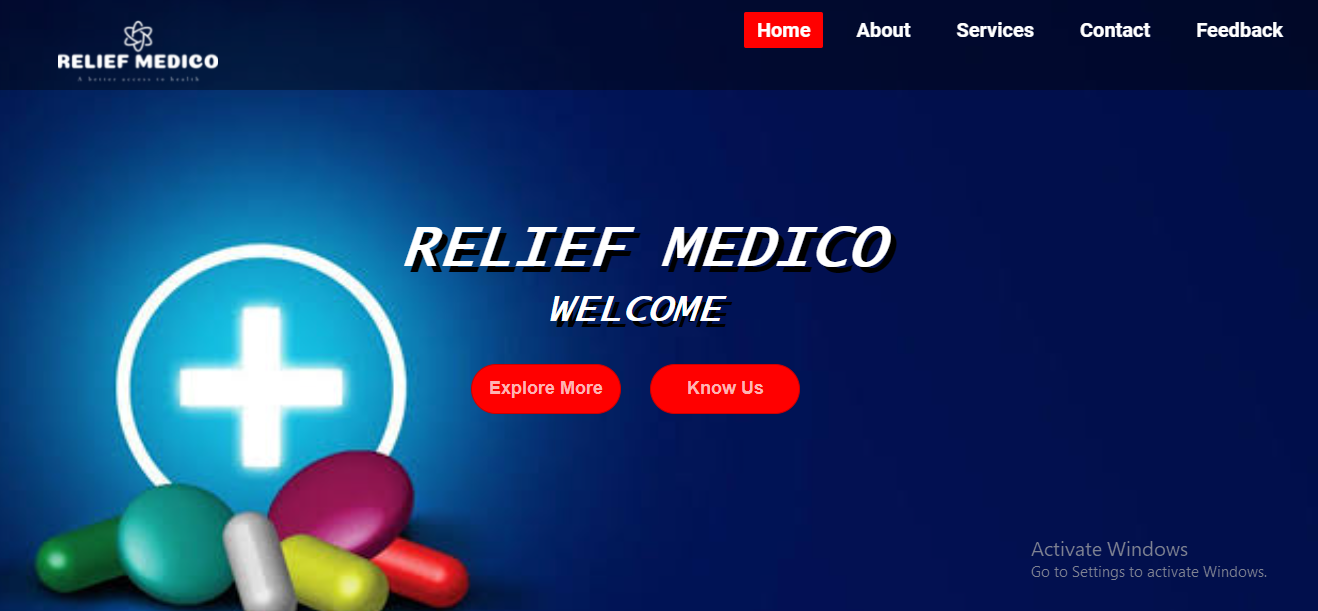 RELIEF MEDICO
A better access to health
Home About Services Contact Feedback
RELIEF MEDICO
WELCOME
Explore More Know Us
Activate Windows
Go to Settings to activate Windows.